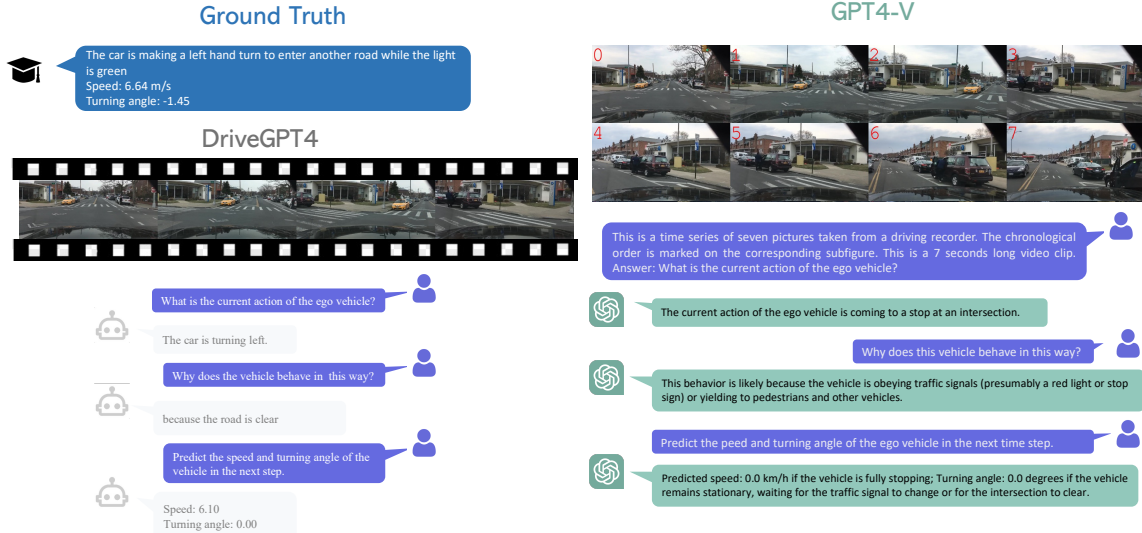 Ground Truth
The car is making a left hand turn to enter another road while the light
is green
Speed: 6.64 m/s
Turning angle: -1.45
DriveGPT4
What is the current action of the ego vehicle?
The car is turning left.
Why does the vehicle behave in this way?
because the road is clear
Predict the speed and turning angle of the
vehicle in the next step.
Speed: 6.10
Turning angle: 0.00
GPT4-V
0
1
2
3
4
5
6
7
This is a time series of seven pictures taken from a driving recorder. The chronological
order is marked on the corresponding subfigure. This is a 7 seconds long video clip.
Answer: What is the current action of the ego vehicle?
The current action of the ego vehicle is coming to a stop at an intersection.
Why does this vehicle behave in this way?
This behavior is likely because the vehicle is obeying traffic signals (presumably a red light or stop
sign) or yielding to pedestrians and other vehicles.
Predict the peed and turning angle of the ego vehicle in the next time step.
Predicted speed: 0.0 km/h if the vehicle is fully stopping; Turning angle: 0.0 degrees if the vehicle
remains stationary, waiting for the traffic signal to change or for the intersection to clear.